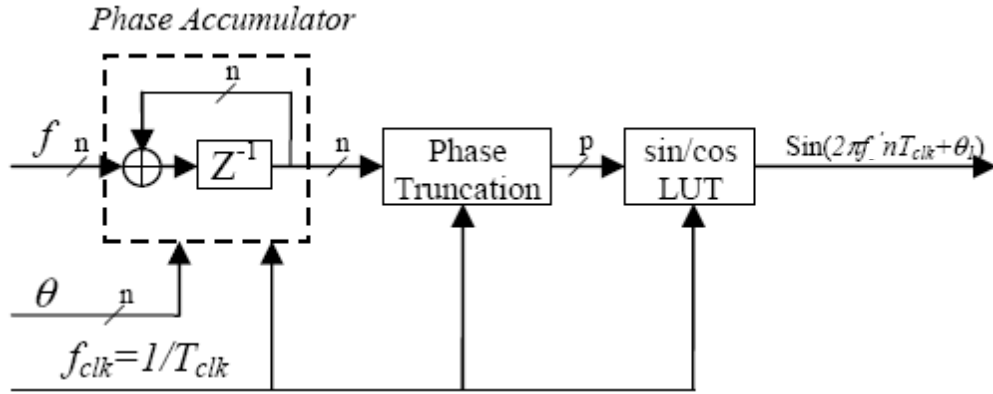 Phase Accumulator
n
f n
Z-1
n
Phase
Truncation
p
sin/cos
LUT
Sin(2πf 'nTclk+θ1)
θ n
fclk=1/Tclk